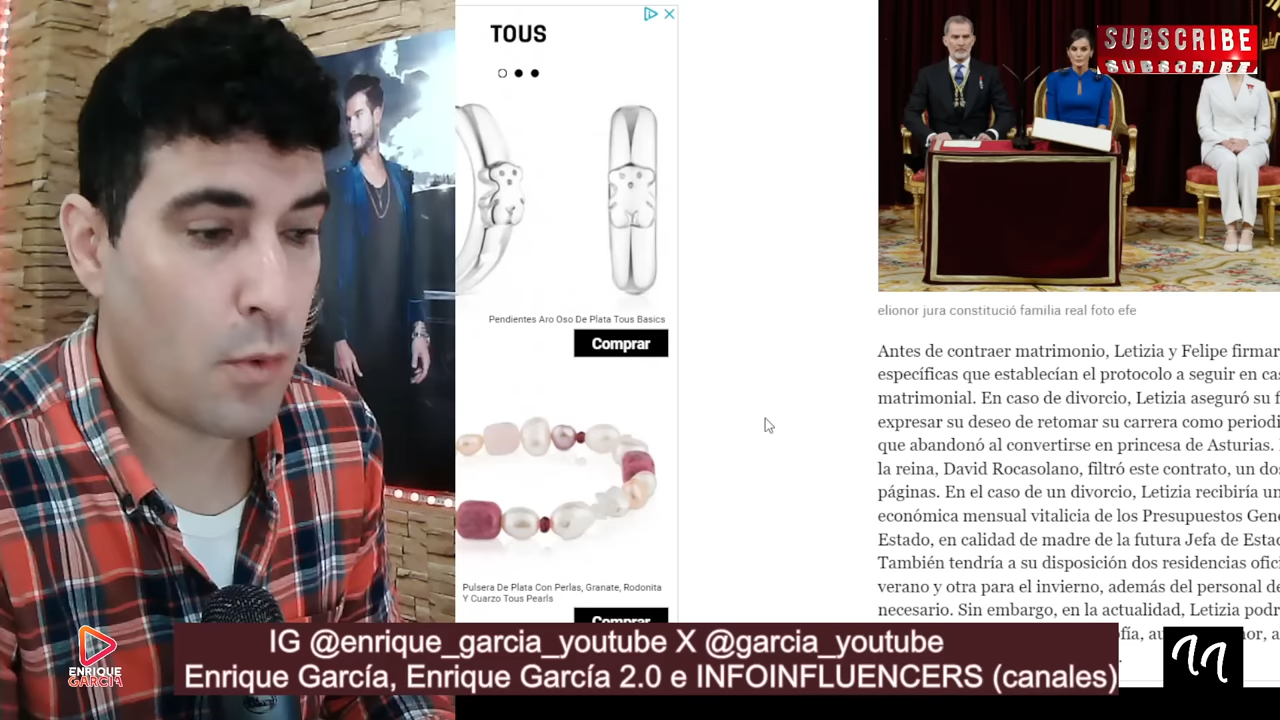 TOUS
Pendientes Aro Oso De Plata Tous Basics
Comprar
Pulsera De Plata Con Perlas, Granate, Rodonita
Y Cuarzo Tous Pearls
Comprar
SUBSCRIBE
elionor jura constitució familia real foto efe
Antes de contraer matrimonio, Letizia y Felipe firmar
específicas que establecían el protocolo a seguir en cas
matrimonial. En caso de divorcio, Letizia aseguró su f
expresar su deseo de retomar su carrera como periodi
que abandonó al convertirse en princesa de Asturias.
la reina, David Rocasolano, filtró este contrato, un do
páginas. En el caso de un divorcio, Letizia recibiría un
económica mensual vitalicia de los Presupuestos Gene
Estado, en calidad de madre de la futura Jefa de Estad
También tendría a su disposición dos residencias ofici
verano y otra para el invierno, además del personal de
necesario. Sin embargo, en la actualidad, Letizia podr
ENRIQUE
GARCÍA
IG @enrique_garcia_youtube X @garcia_youtube
Enrique García, Enrique García 2.0 e INFOINFLUENCERS (canales)